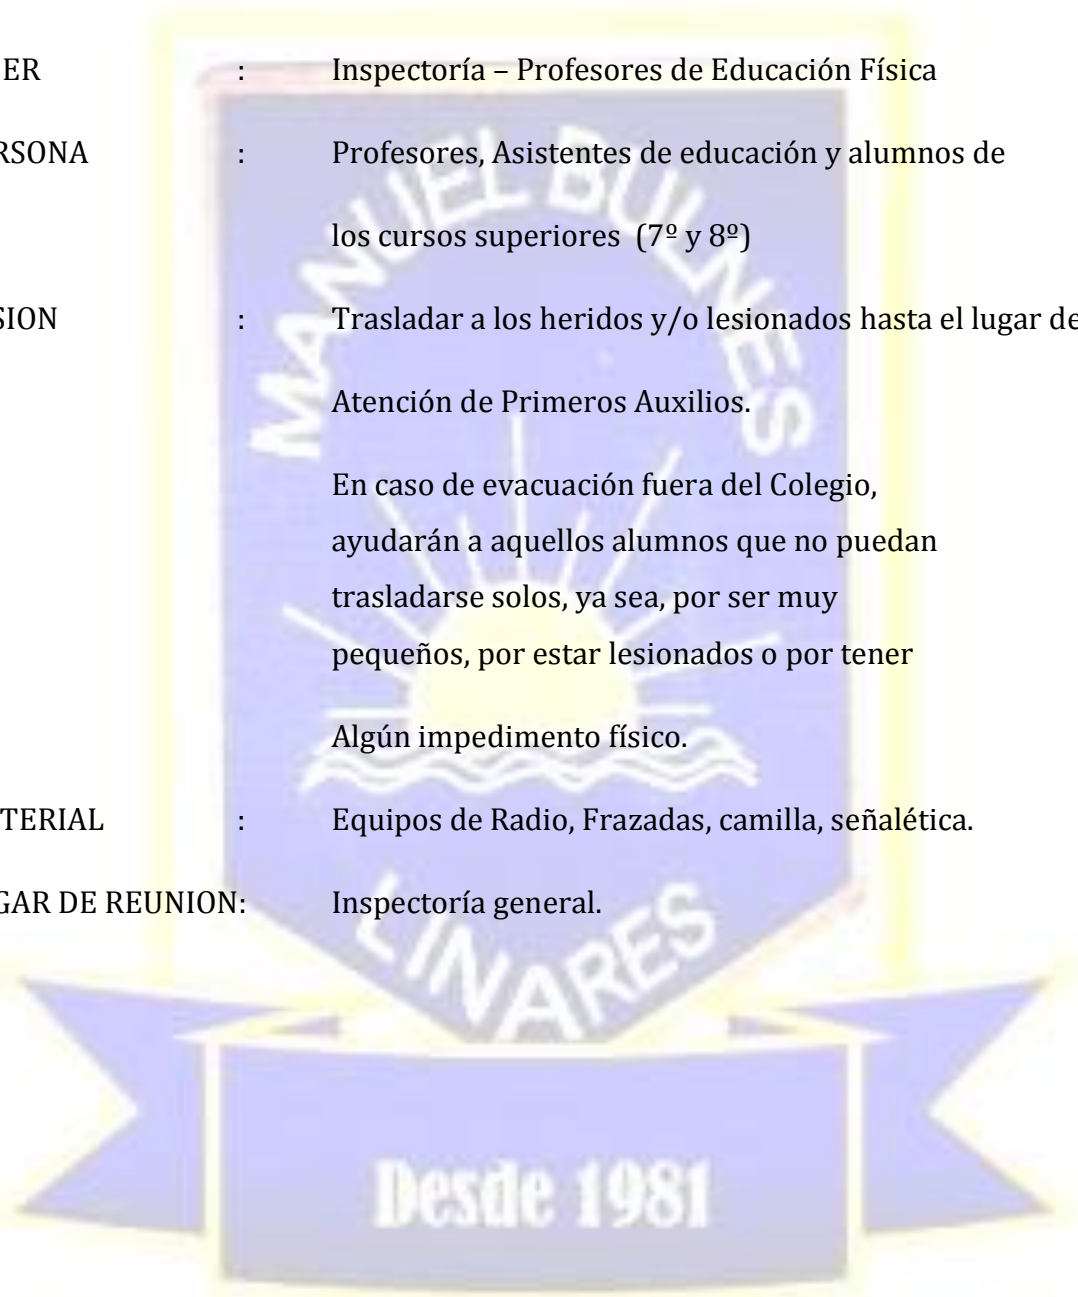 ER : Inspectoría – Profesores de Educación Física
RSONA : Profesores, Asistentes de educación y alumnos de
los cursos superiores (7º y 8º)
SION : Trasladar a los heridos y/o lesionados hasta el lugar de
Atención de Primeros Auxilios.
En caso de evacuación fuera del Colegio,
ayudarán a aquellos alumnos que no puedan
trasladarse solos, ya sea, por ser muy
pequeños, por estar lesionados o por tener
Algún impedimento físico.
TERIAL : Equipos de Radio, Frazadas, camilla, señalética.
GAR DE REUNION: Inspectoría general.
MANUEL BULNES
LINARES
Desde 1981